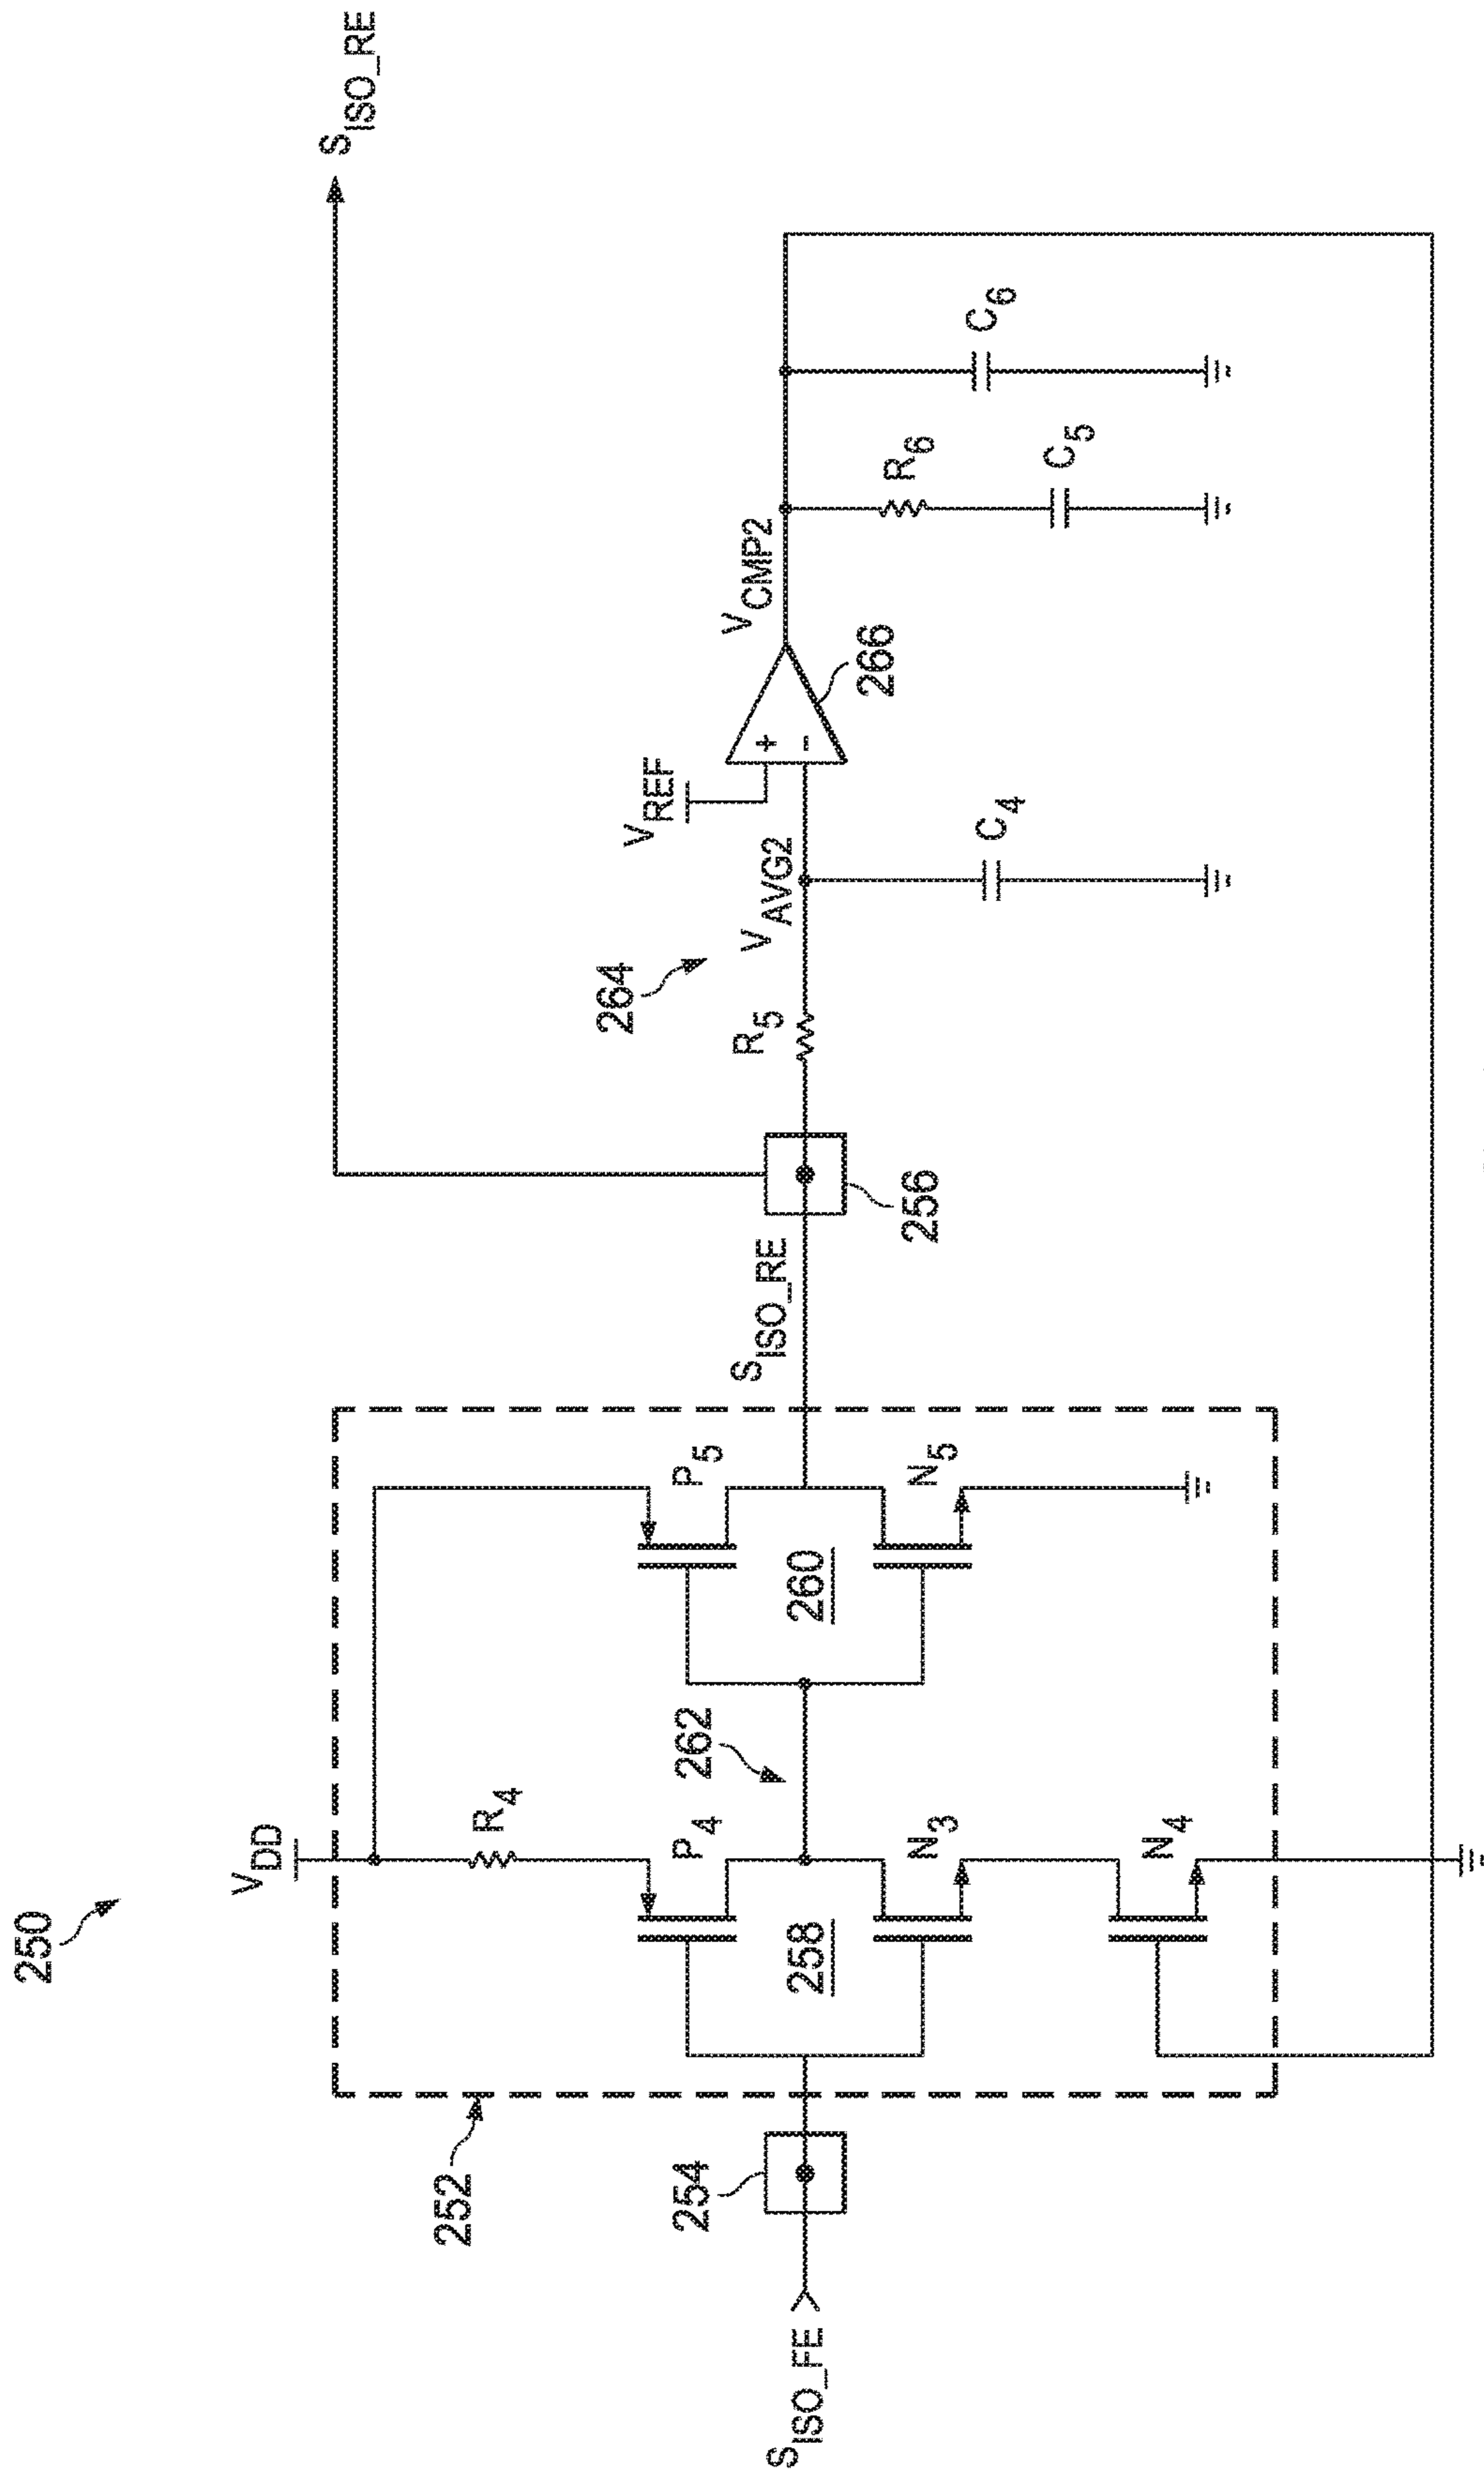 250
V_DD
252
R_4
P_4
258
N_3
N_4
262
P_5
260
N_5
S_ISO_FE
254
S_ISO_RE
256
R_5
264
V_AVG2
C_4
V_REF
+
-
266
V_CMP2
R_6
C_5
C_6
S_ISO_RE